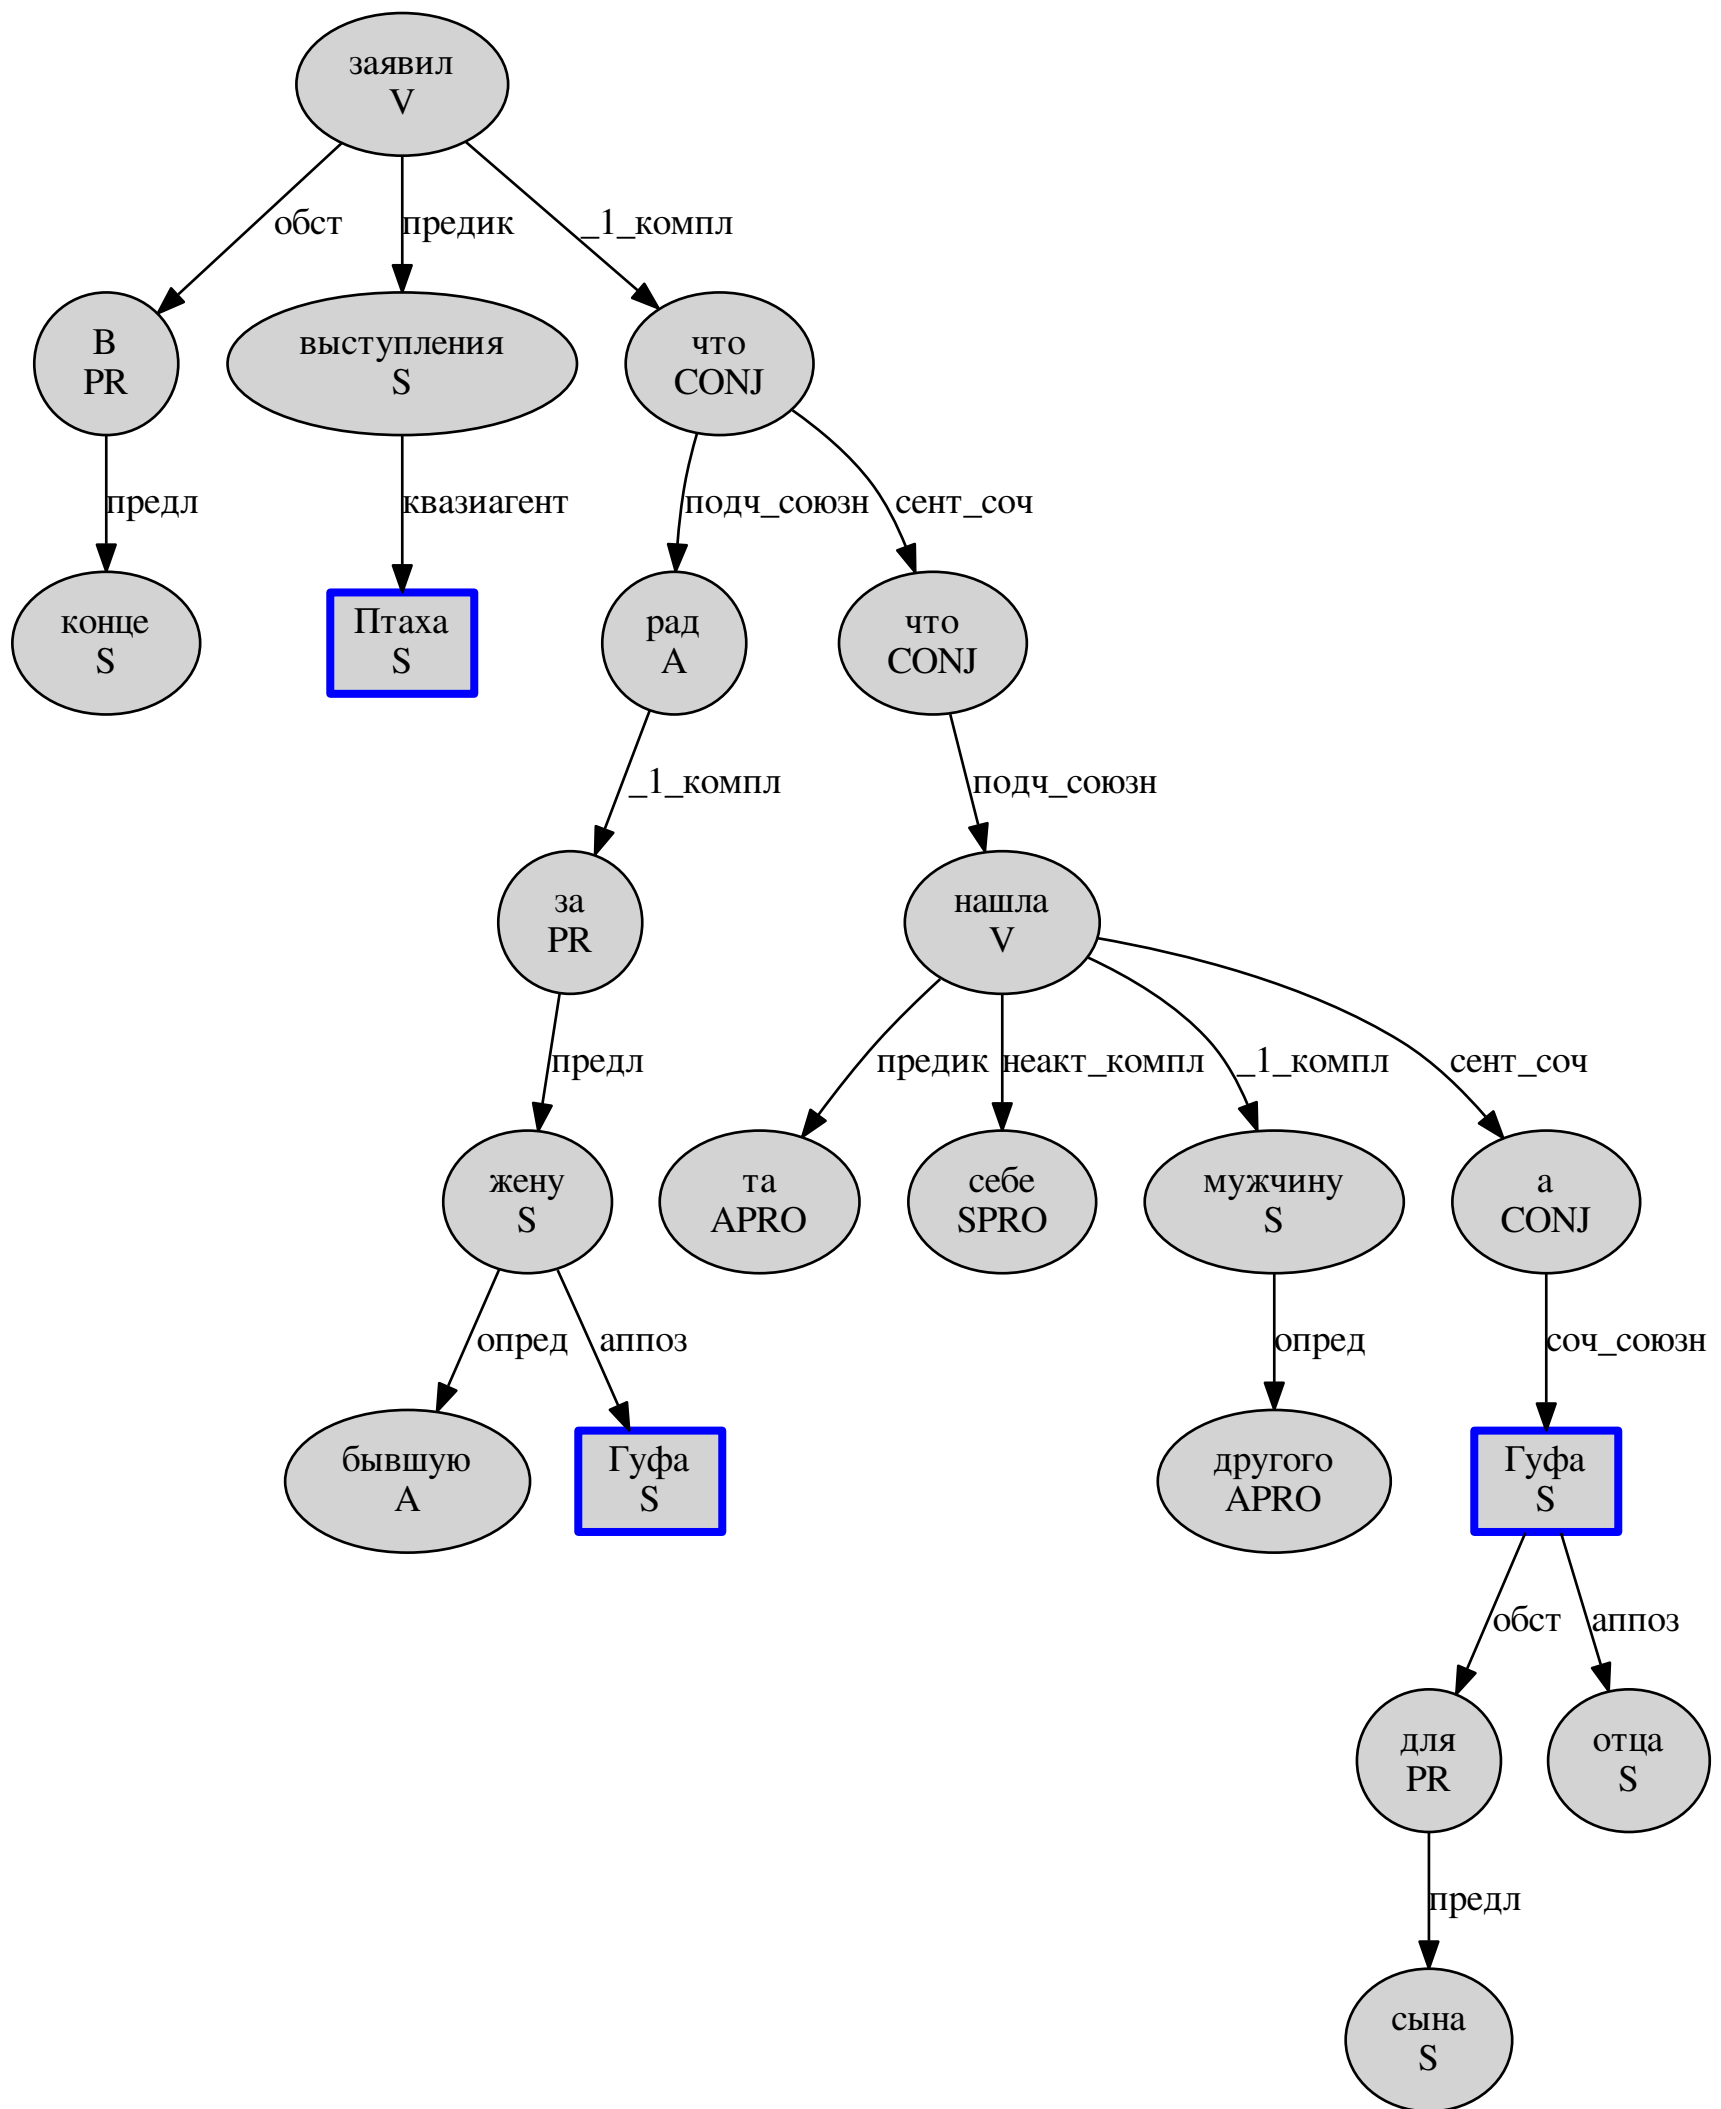 заявил
V
обст
предик
_1_компл
В
PR
выступления
S
что
CONJ
предл
квазиагент
подч_союзн
сент_соч
конце
S
Птаха
S
рад
A
что
CONJ
_1_компл
подч_союзн
за
PR
нашла
V
предл
предик
неакт_компл
_1_компл
сент_соч
жену
S
та
APRO
себе
SPRO
мужчину
S
а
CONJ
опред
аппоз
опред
соч_союзн
бывшую
A
Гуфа
S
другого
APRO
Гуфа
S
обст
аппоз
для
PR
отца
S
предл
сына
S